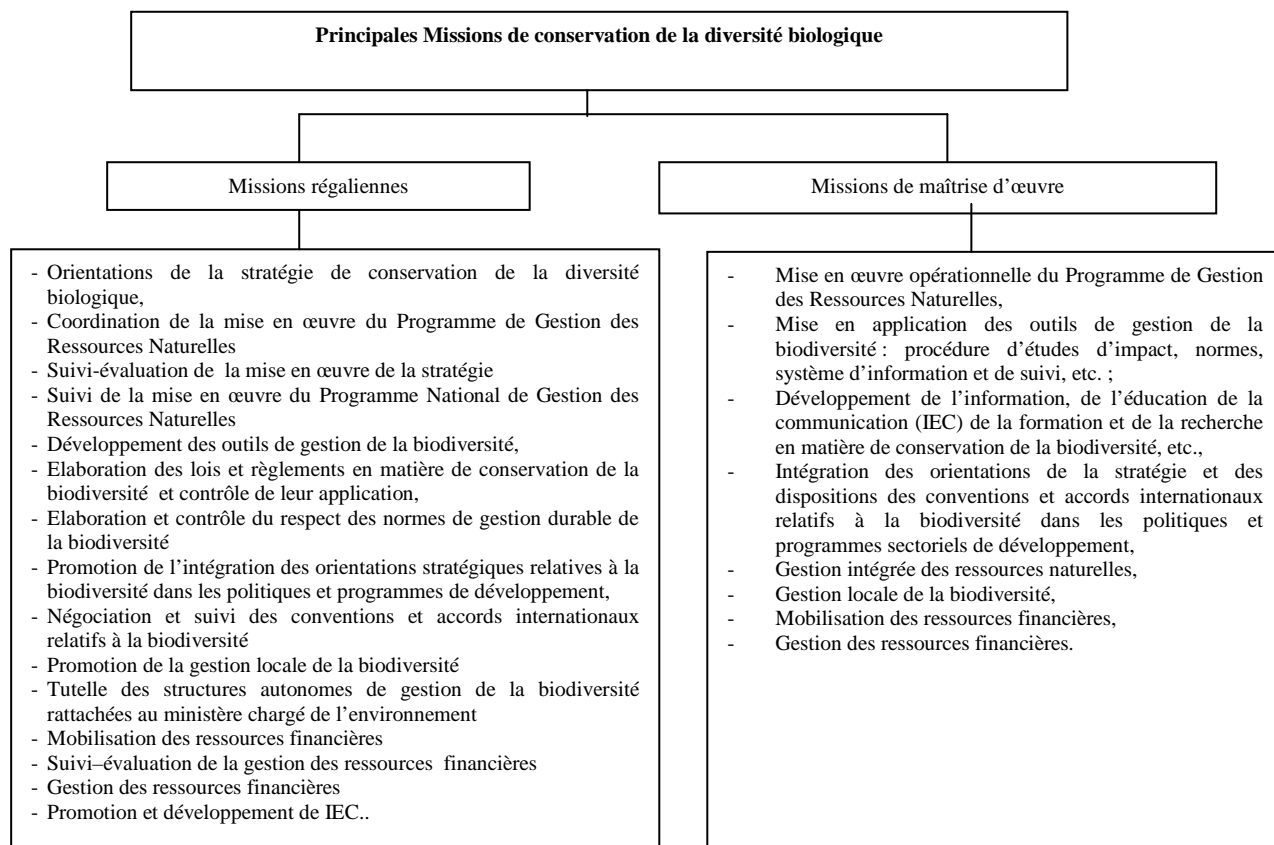 Principales Missions de conservation de la diversité biologique
Missions régaliennes
Missions de maîtrise d’œuvre
- Orientations de la stratégie de conservation de la diversité
biologique,
- Coordination de la mise en œuvre du Programme de Gestion des
Ressources Naturelles
- Suivi-évaluation de la mise en œuvre de la stratégie
- Suivi de la mise en œuvre du Programme National de Gestion des
Ressources Naturelles
- Développement des outils de gestion de la biodiversité,
- Elaboration des lois et règlements en matière de conservation de la
biodiversité et contrôle de leur application,
- Elaboration et contrôle du respect des normes de gestion durable de
la biodiversité
- Promotion de l’intégration des orientations stratégiques relatives à la
biodiversité dans les politiques et programmes de développement,
- Négociation et suivi des conventions et accords internationaux
relatifs à la biodiversité
- Promotion de la gestion locale de la biodiversité
- Tutelle des structures autonomes de gestion de la biodiversité
rattachées au ministère chargé de l’environnement
- Mobilisation des ressources financières
- Suivi–évaluation de la gestion des ressources financières
- Gestion des ressources financières
- Promotion et développement de IEC..
- Mise en œuvre opérationnelle du Programme de Gestion
des Ressources Naturelles,
- Mise en application des outils de gestion de la
biodiversité : procédure d’études d’impact, normes,
système d’information et de suivi, etc. ;
- Développement de l’information, de l’éducation de la
communication (IEC) de la formation et de la recherche
en matière de conservation de la biodiversité, etc.,
- Intégration des orientations de la stratégie et des
dispositions des conventions et accords internationaux
relatifs à la biodiversité dans les politiques et
programmes sectoriels de développement,
- Gestion intégrée des ressources naturelles,
- Gestion locale de la biodiversité,
- Mobilisation des ressources financières,
- Gestion des ressources financières.